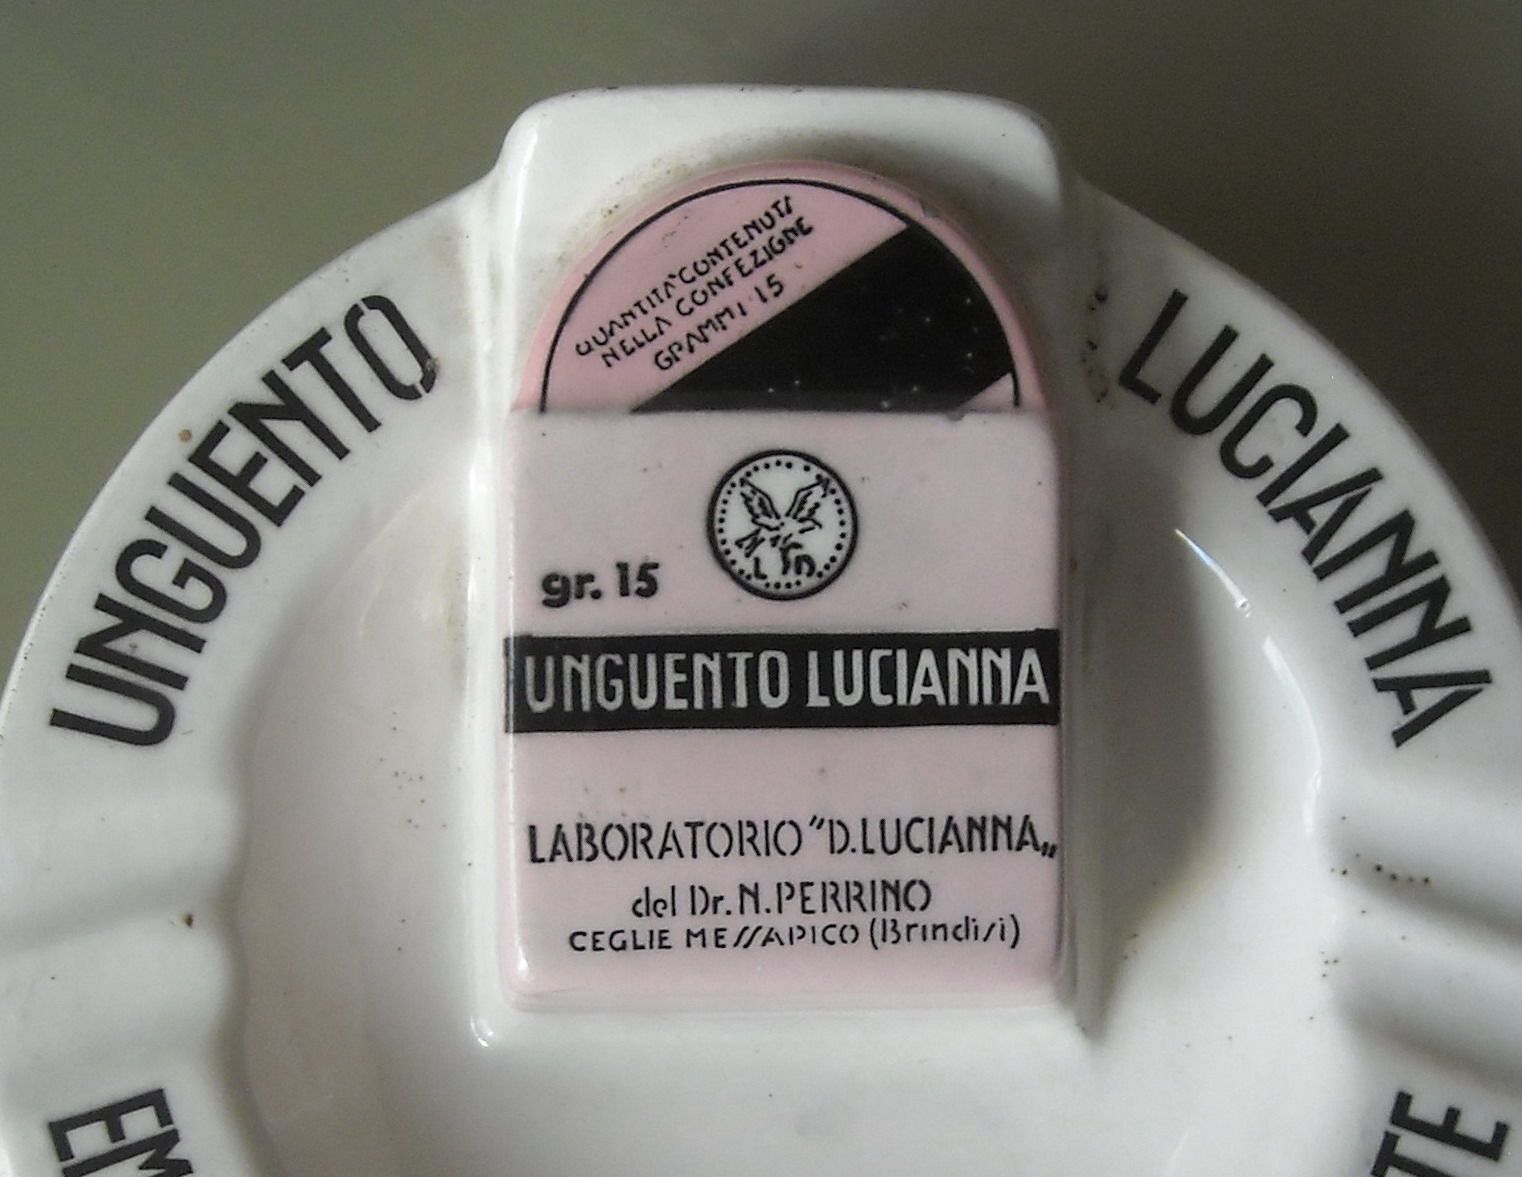 UNGUENTO LUCIANNA
QUANTITA' CONTENUTA
NELLA CONFEZIONE
GRAMMI 15
L D
gr. 15
UNGUENTO LUCIANNA
LABORATORIO "D. LUCIANNA„
del Dr. N. PERRINO
CEGLIE MESSAPICO (Brindisi)